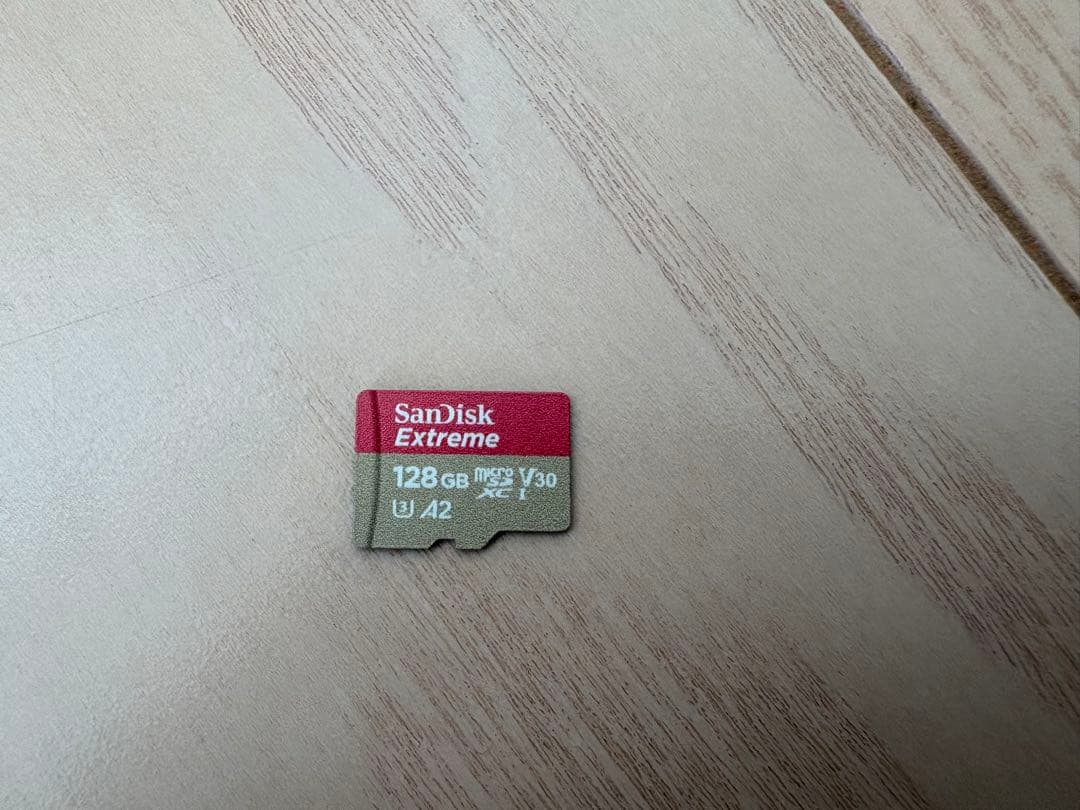 SanDisk
Extreme
128GB micro SD XC I V30
U3 A2